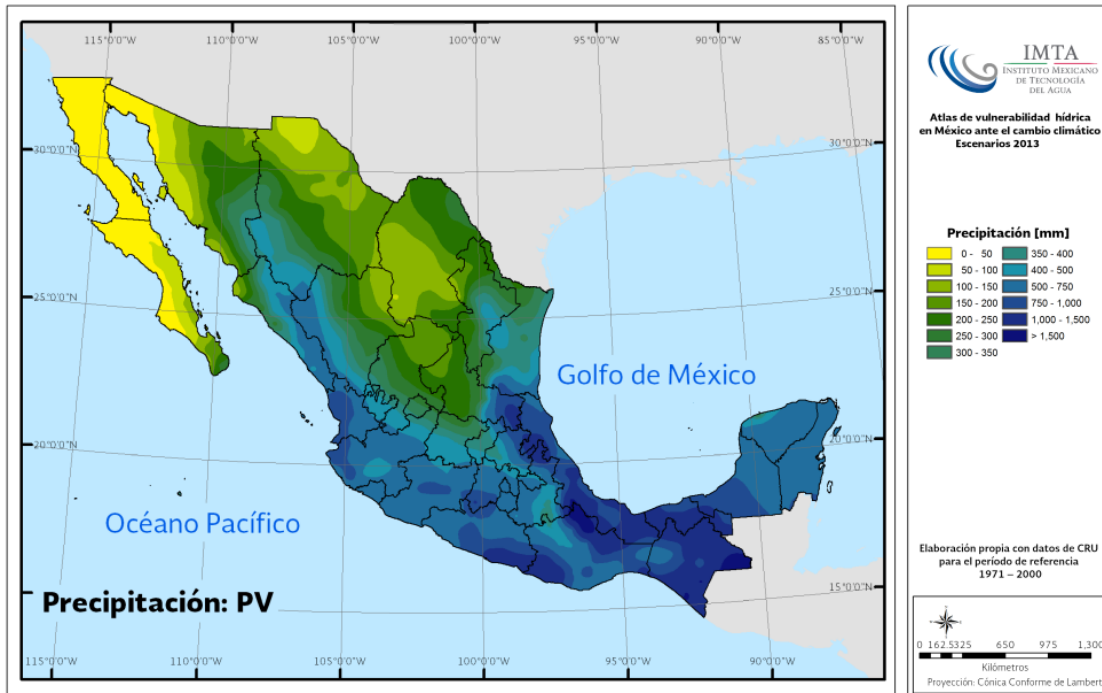 115°0'0"W 110°0'0"W 105°0'0"W 100°0'0"W 95°0'0"W 90°0'0"W 85°0'0"W
30°0'0"N 30°0'0"N
25°0'0"N 25°0'0"N
20°0'0"N 20°0'0"N
15°0'0"N
Golfo de México
Océano Pacífico
Precipitación: PV
115°0'0"W 110°0'0"W 105°0'0"W 100°0'0"W 95°0'0"W 90°0'0"W
IMTA
INSTITUTO MEXICANO
DE TECNOLOGÍA
DEL AGUA
Atlas de vulnerabilidad hídrica
en México ante el cambio climático
Escenarios 2013
Precipitación [mm]
0 - 50 350 - 400
50 - 100 400 - 500
100 - 150 500 - 750
150 - 200 750 - 1,000
200 - 250 1,000 - 1,500
250 - 300 > 1,500
300 - 350
Elaboración propia con datos de CRU
para el período de referencia
1971 – 2000
0 162.5325 650 975 1,300
Kilómetros
Proyección: Cónica Conforme de Lambert